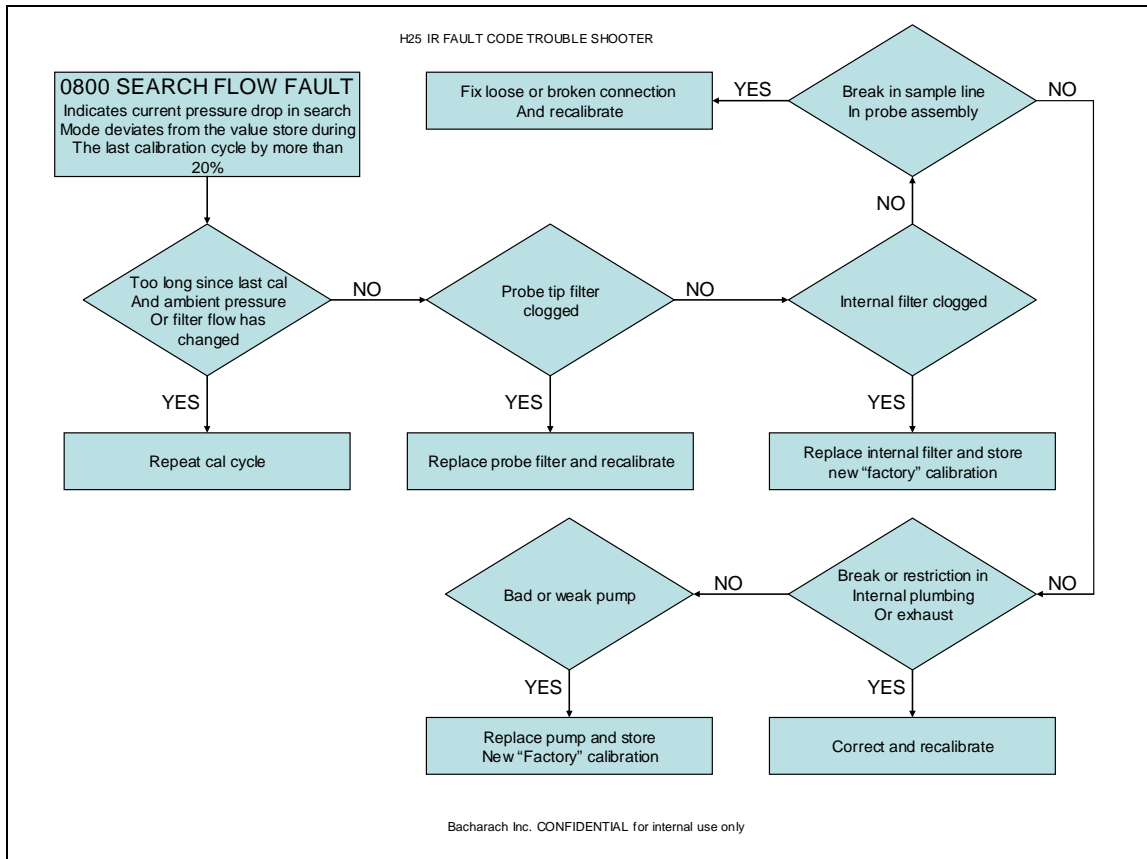 H25 IR FAULT CODE TROUBLE SHOOTER
0800 SEARCH FLOW FAULT
Indicates current pressure drop in search
Mode deviates from the value store during
The last calibration cycle by more than
20%
Fix loose or broken connection
And recalibrate
YES
Break in sample line
In probe assembly
NO
NO
Too long since last cal
And ambient pressure
Or filter flow has
changed
NO
Probe tip filter
clogged
NO
Internal filter clogged
YES
YES
YES
Repeat cal cycle
Replace probe filter and recalibrate
Replace internal filter and store
new “factory” calibration
Bad or weak pump
NO
Break or restriction in
Internal plumbing
Or exhaust
NO
YES
YES
Replace pump and store
New “Factory” calibration
Correct and recalibrate
Bacharach Inc. CONFIDENTIAL for internal use only